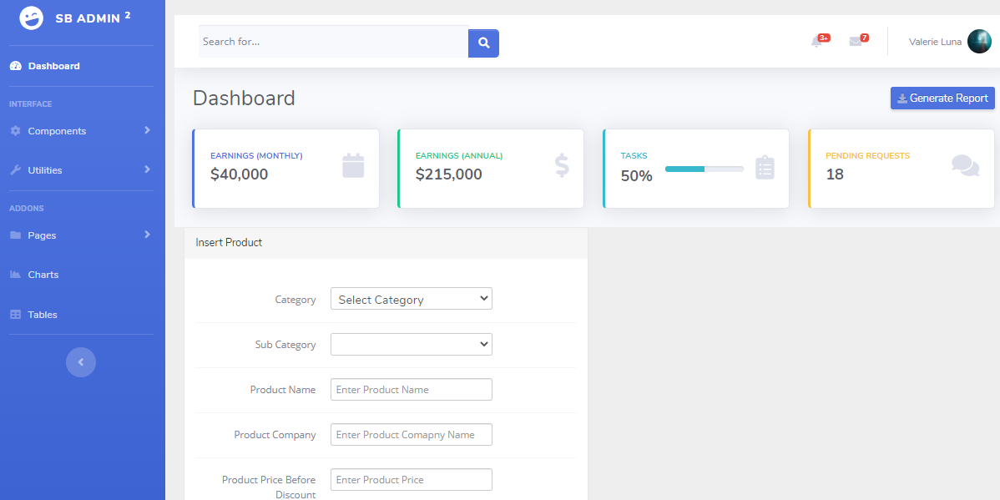 SB ADMIN 2
Search for...
3+
7
Valerie Luna
Dashboard
INTERFACE
Components
Utilities
ADDONS
Pages
Charts
Tables
Dashboard
Generate Report
EARNINGS (MONTHLY)
$40,000
EARNINGS (ANNUAL)
$215,000
TASKS
50%
PENDING REQUESTS
18
Insert Product
Category
Select Category
Sub Category
Product Name
Enter Product Name
Product Company
Enter Product Comapny Name
Product Price Before
Discount
Enter Product Price